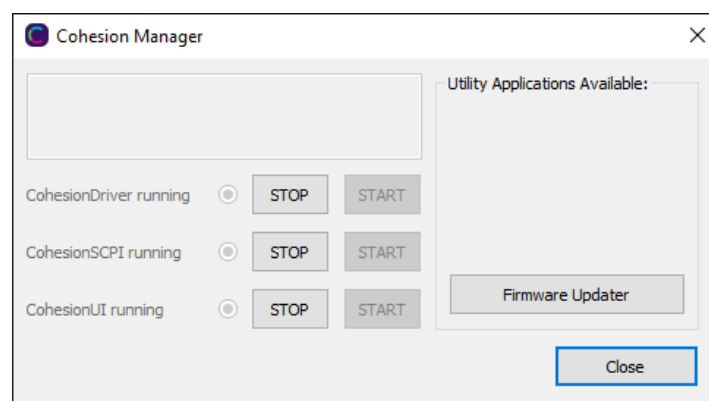 Cohesion Manager
Utility Applications Available:
CohesionDriver running STOP START
CohesionSCPI running STOP START
CohesionUI running STOP START
Firmware Updater
Close